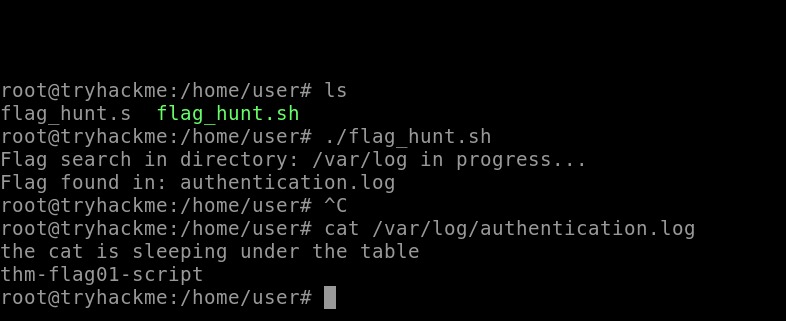 root@tryhackme:/home/user# ls
flag_hunt.s  flag_hunt.sh
root@tryhackme:/home/user# ./flag_hunt.sh
Flag search in directory: /var/log in progress...
Flag found in: authentication.log
root@tryhackme:/home/user# ^C
root@tryhackme:/home/user# cat /var/log/authentication.log
the cat is sleeping under the table
thm-flag01-script
root@tryhackme:/home/user#